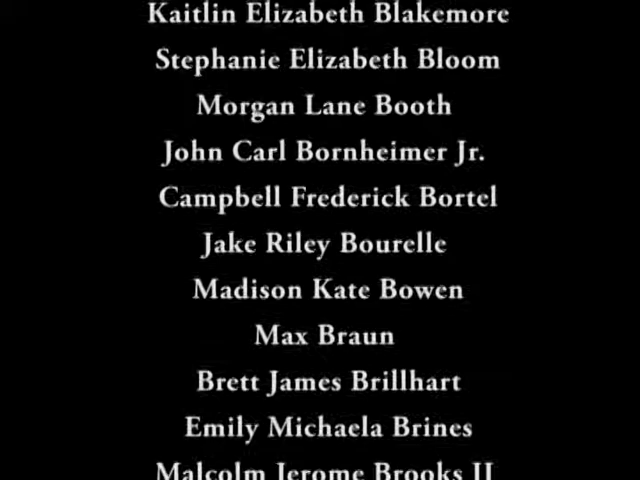 Kaitlin Elizabeth Blakemore
Stephanie Elizabeth Bloom
Morgan Lane Booth
John Carl Bornheimer Jr.
Campbell Frederick Bortel
Jake Riley Bourelle
Madison Kate Bowen
Max Braun
Brett James Brillhart
Emily Michaela Brines
Malcolm Jerome Brooks II